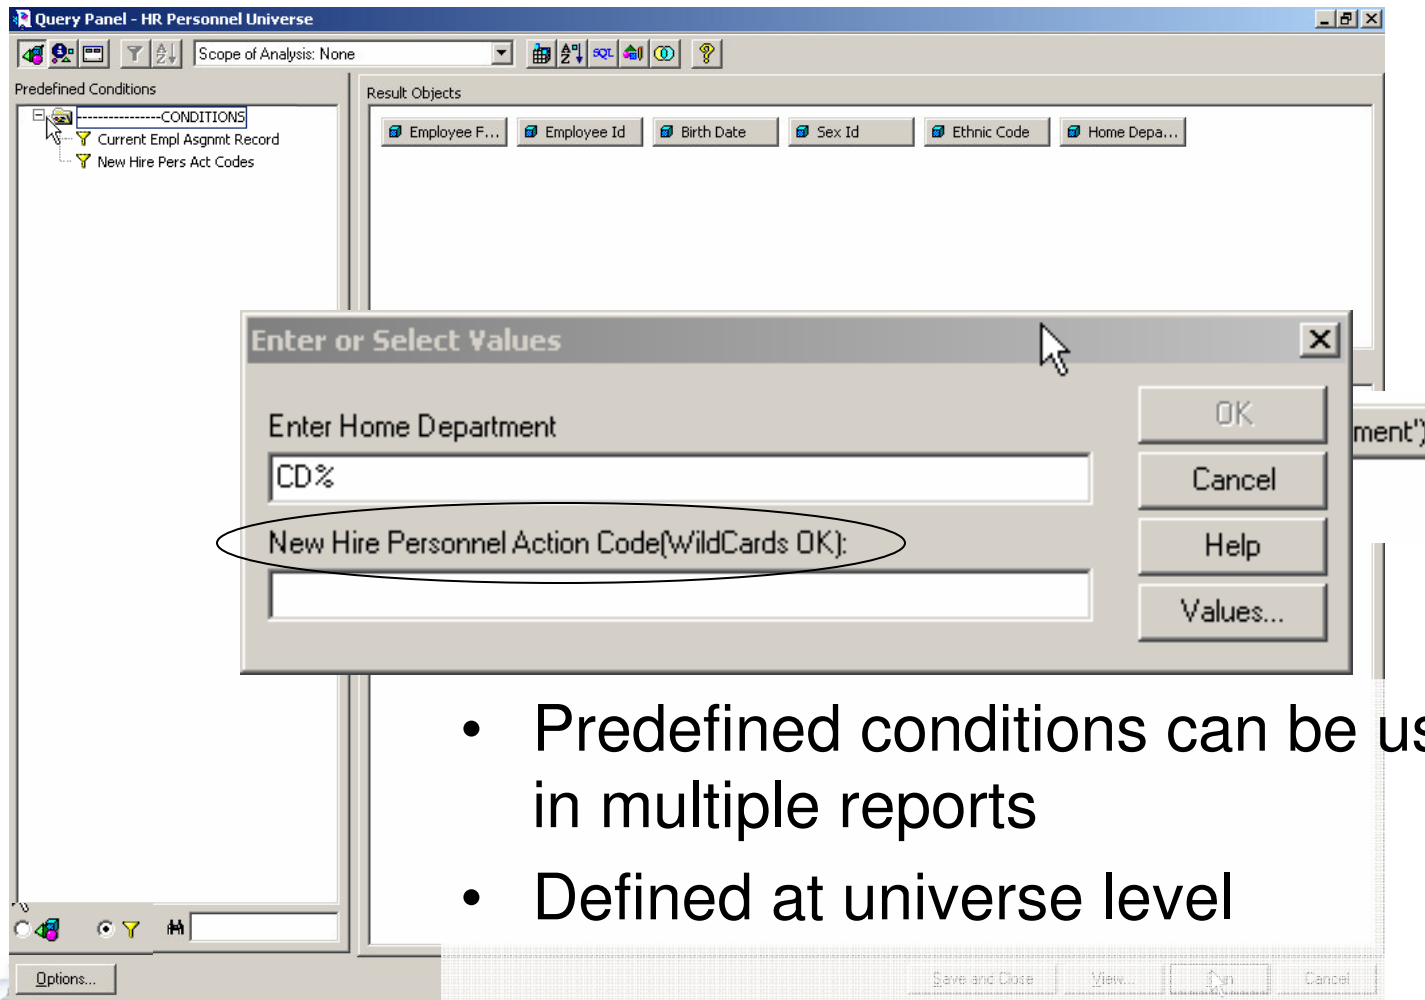 Query Panel - HR Personnel Universe
Scope of Analysis: None
SQL
Predefined Conditions
---------------CONDITIONS
Current Empl Asgnmt Record
New Hire Pers Act Codes
Result Objects
Employee F... Employee Id Birth Date Sex Id Ethnic Code Home Depa...
Enter or Select Values
Enter Home Department
CD%
New Hire Personnel Action Code(WildCards OK):
OK
Cancel
Help
Values...
ment')
• Predefined conditions can be us
in multiple reports
• Defined at universe level
Options...
Save and Close View... Run Cancel